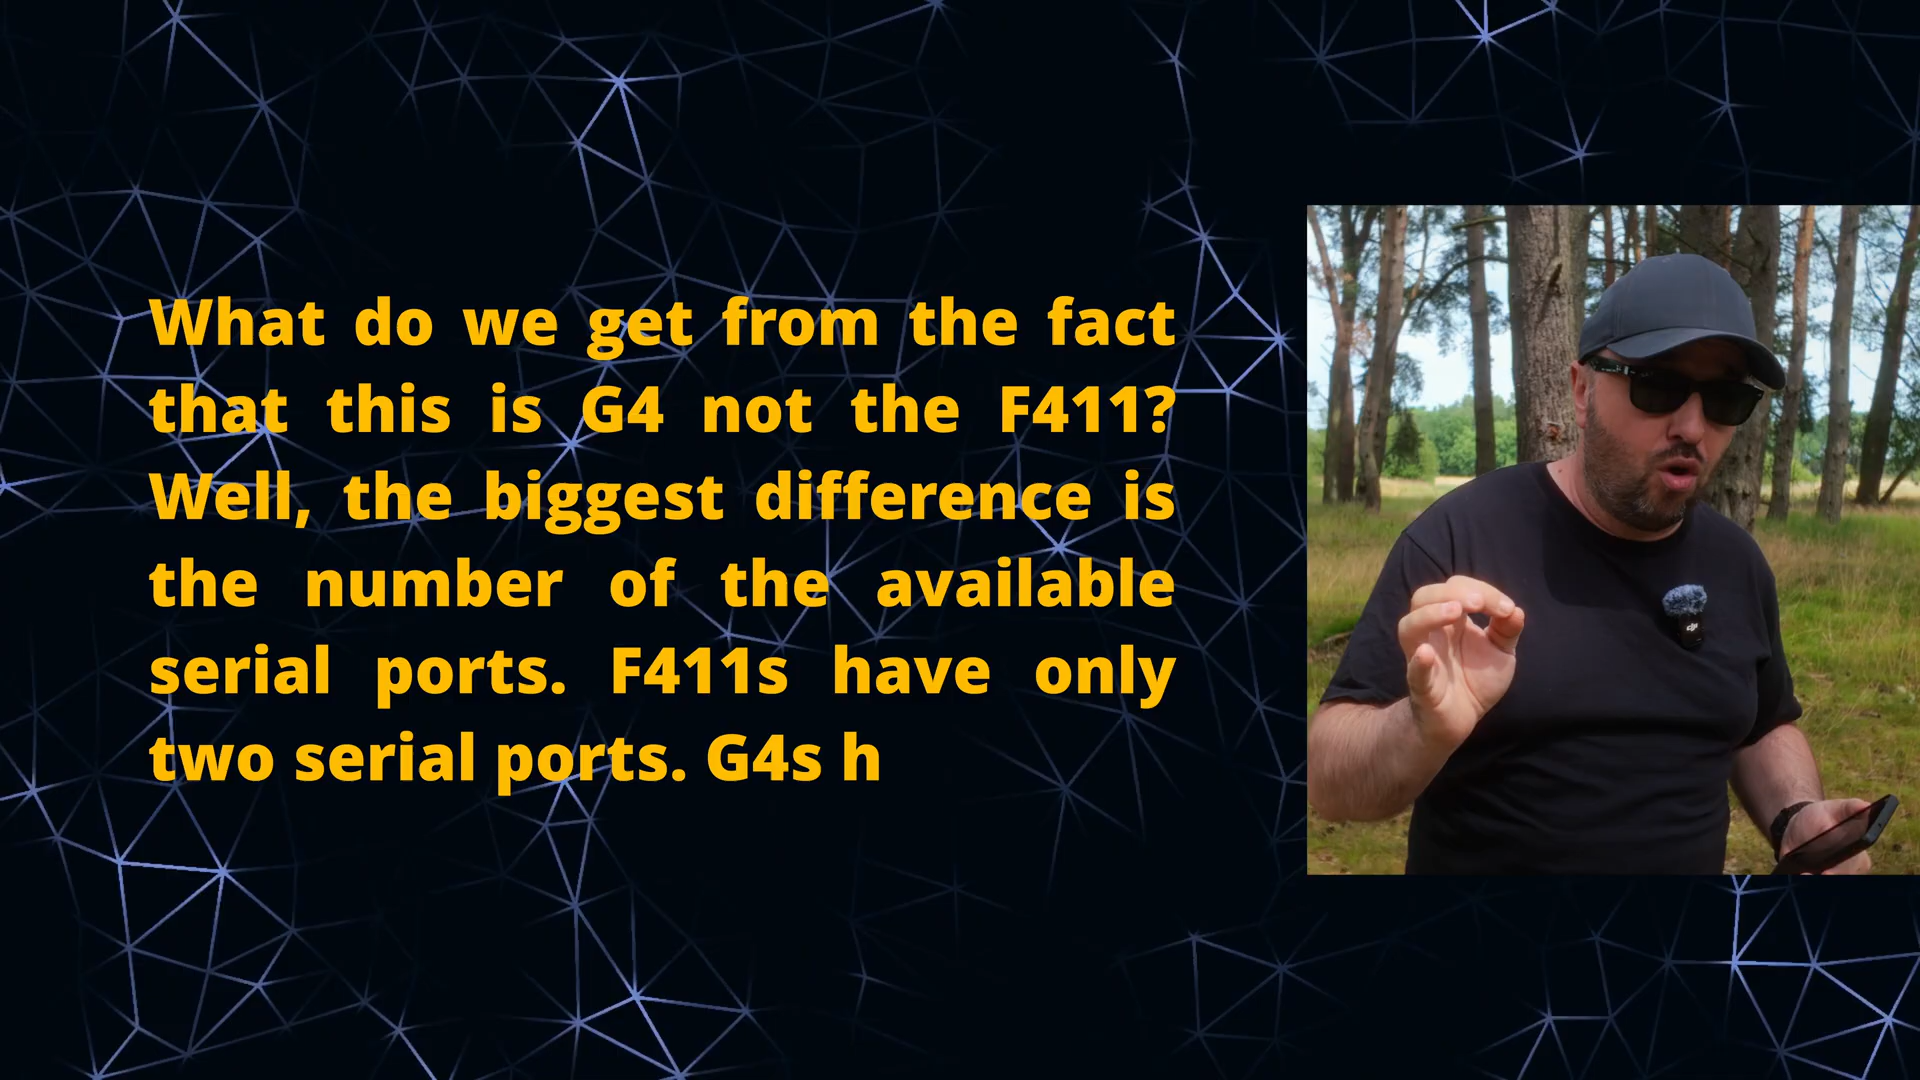 What do we get from the fact
that this is G4 not the F411?
Well, the biggest difference is
the number of the available
serial ports. F411s have only
two serial ports. G4s h